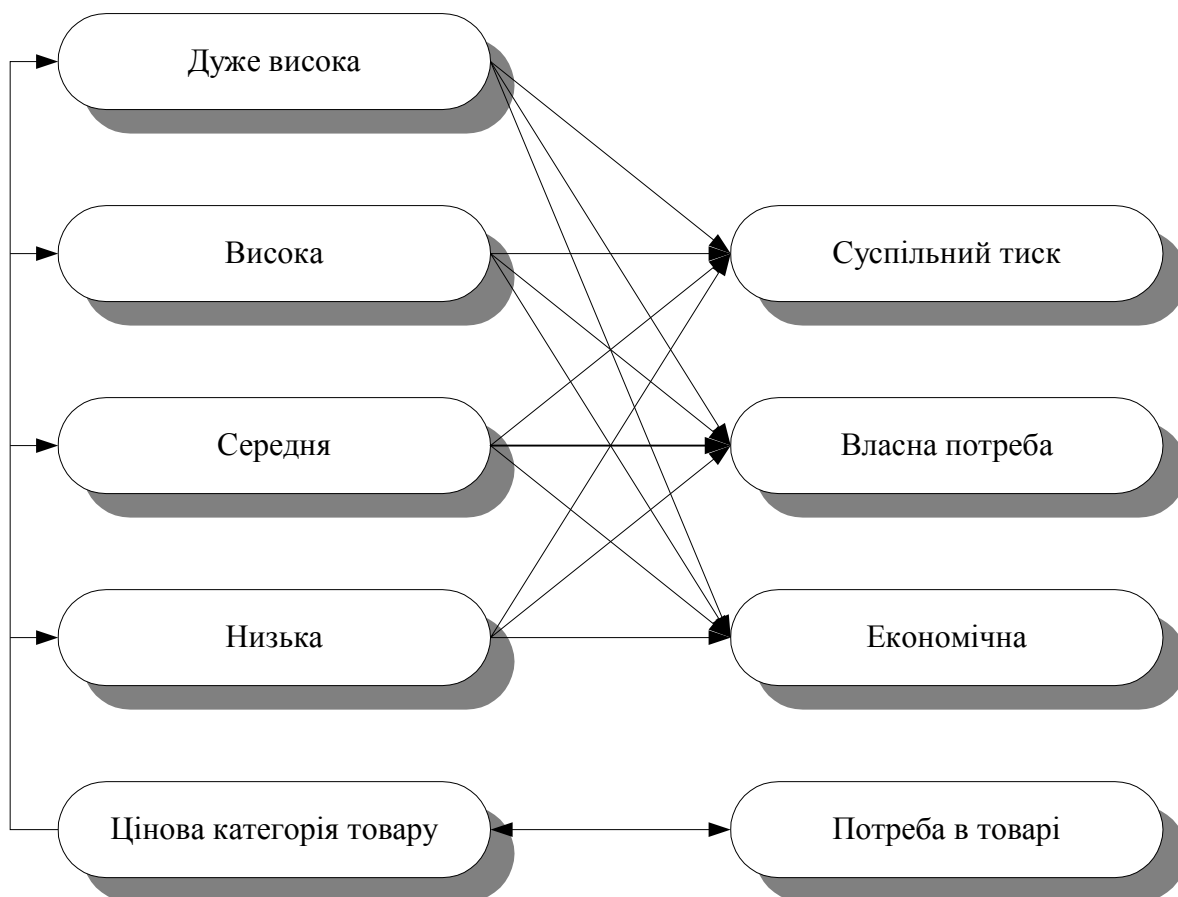 Дуже висока
Висока
Суспільний тиск
Середня
Власна потреба
Низька
Економічна
Цінова категорія товару
Потреба в товарі